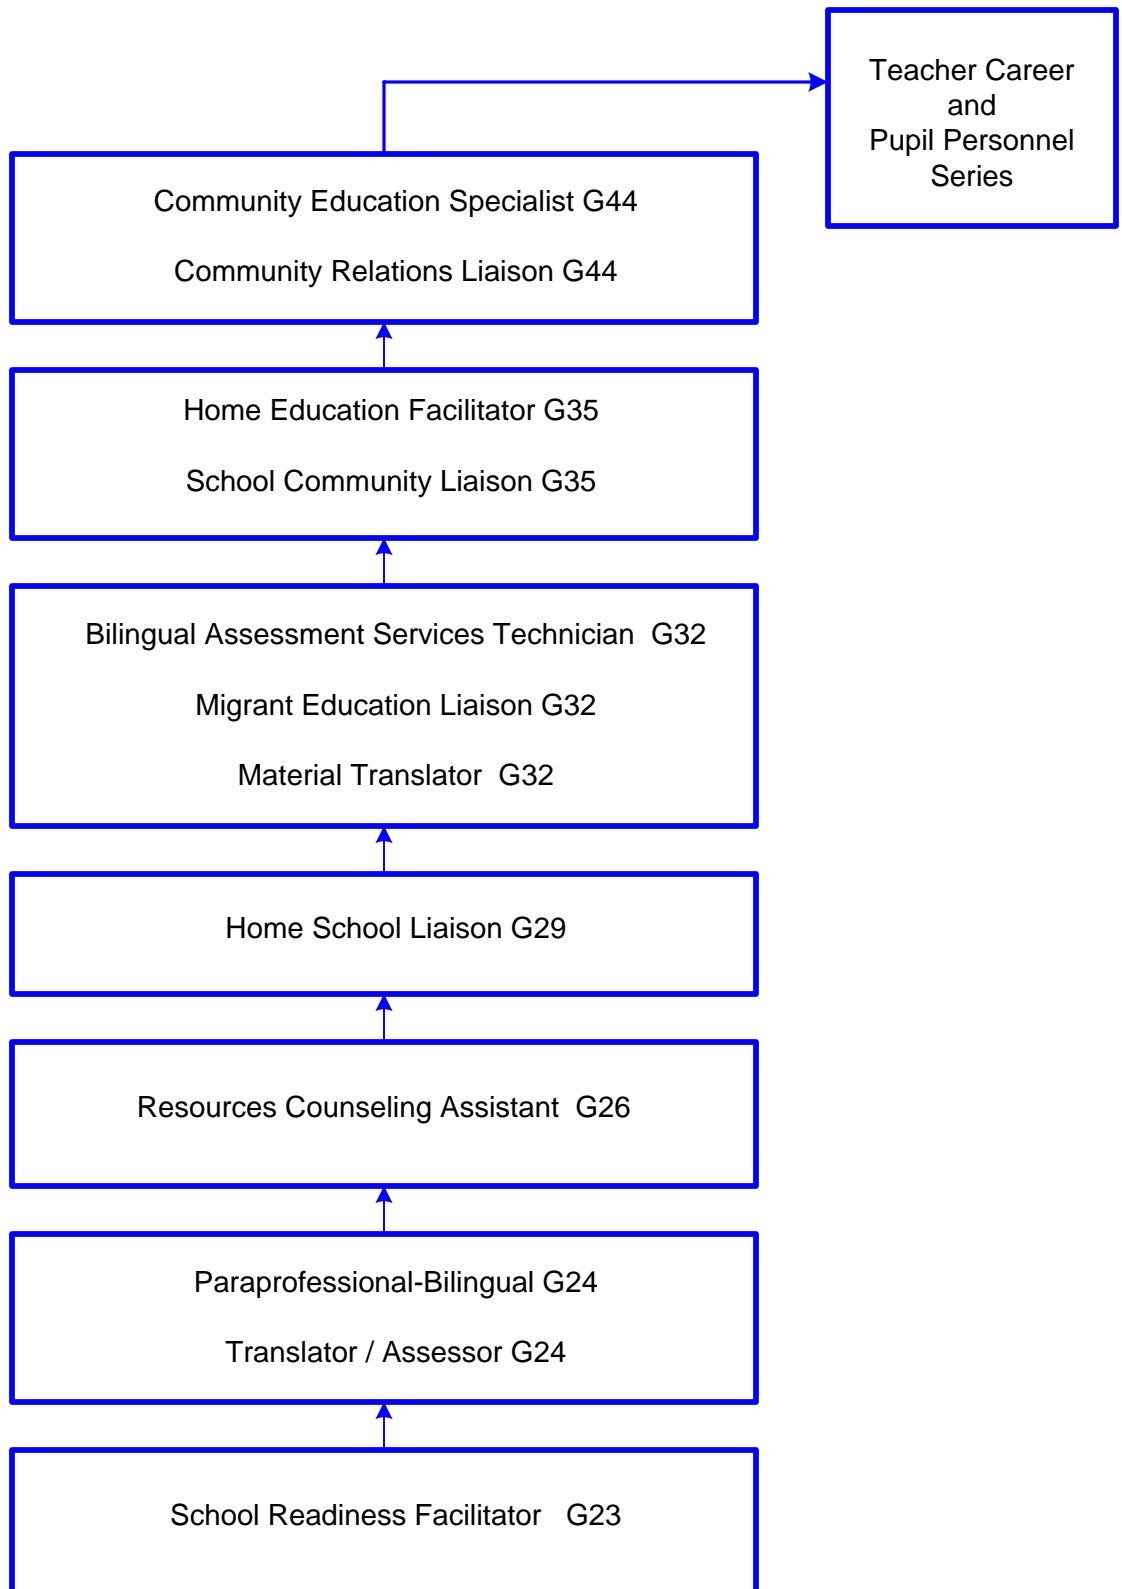 Teacher Career
and
Pupil Personnel
Series
Community Education Specialist G44
Community Relations Liaison G44
Home Education Facilitator G35
School Community Liaison G35
Bilingual Assessment Services Technician  G32
Migrant Education Liaison G32
Material Translator  G32
Home School Liaison G29
Resources Counseling Assistant  G26
Paraprofessional-Bilingual G24
Translator / Assessor G24
School Readiness Facilitator   G23